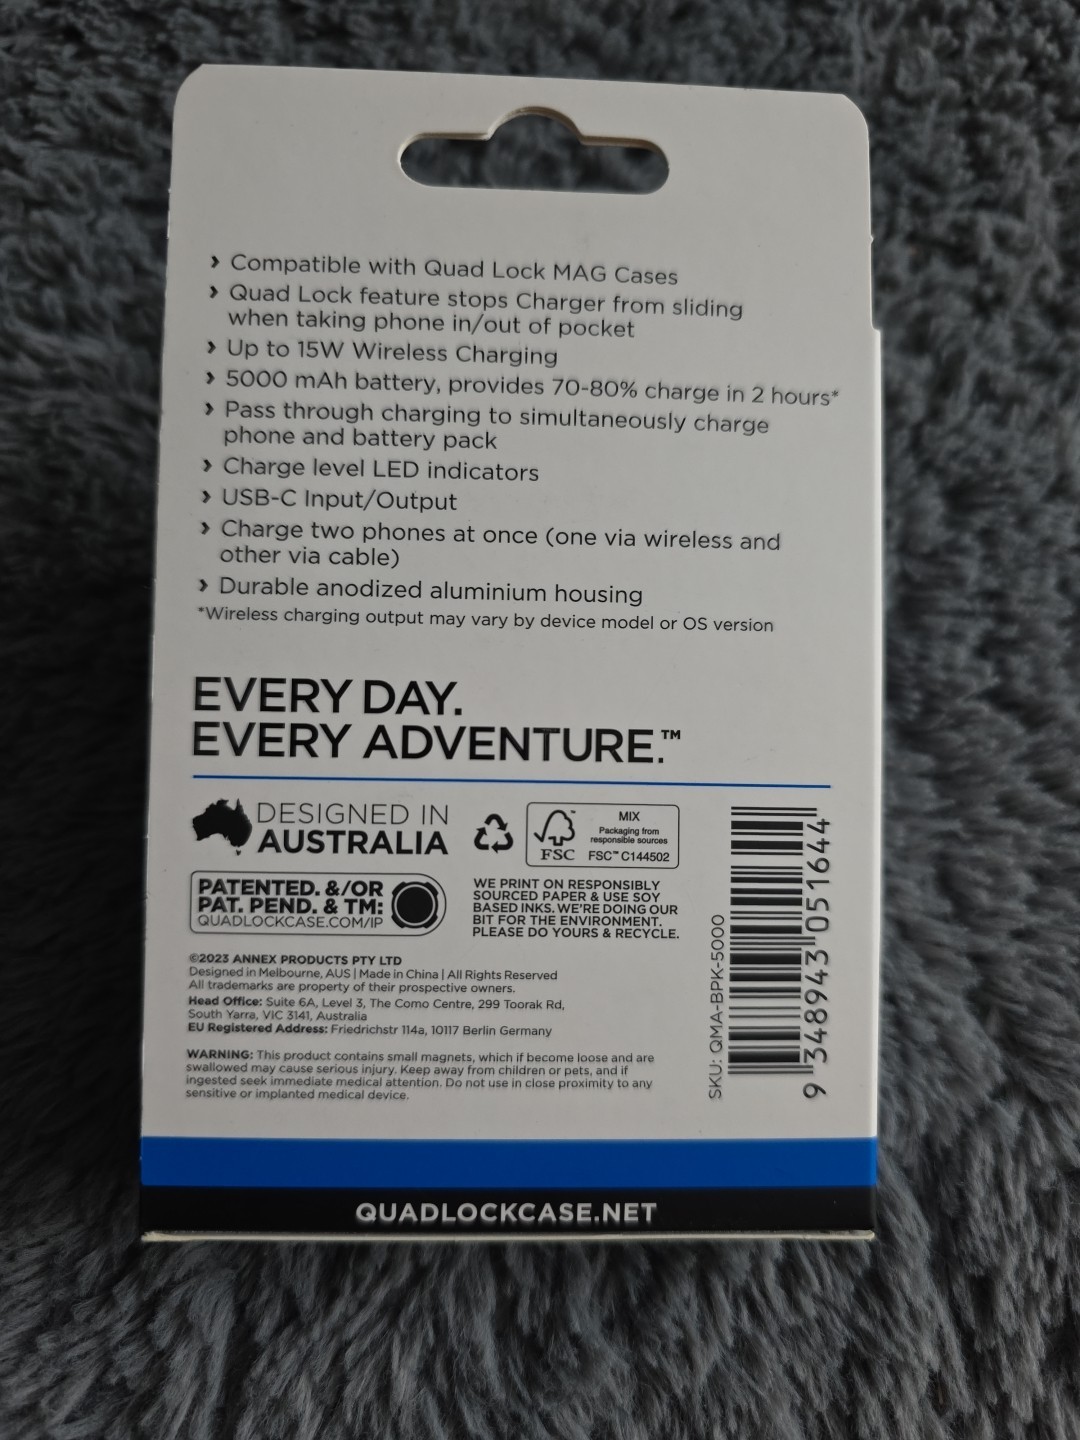 › Compatible with Quad Lock MAG Cases
› Quad Lock feature stops Charger from sliding
when taking phone in/out of pocket
› Up to 15W Wireless Charging
› 5000 mAh battery, provides 70-80% charge in 2 hours*
› Pass through charging to simultaneously charge
phone and battery pack
› Charge level LED indicators
› USB-C Input/Output
› Charge two phones at once (one via wireless and
other via cable)
› Durable anodized aluminium housing
*Wireless charging output may vary by device model or OS version
EVERY DAY.
EVERY ADVENTURE.™
DESIGNED IN
AUSTRALIA
FSC
MIX
Packaging from
responsible sources
FSC™ C144502
PATENTED. &/OR
PAT. PEND. & TM:
QUADLOCKCASE.COM/IP
WE PRINT ON RESPONSIBLY
SOURCED PAPER & USE SOY
BASED INKS. WE'RE DOING OUR
BIT FOR THE ENVIRONMENT.
PLEASE DO YOURS & RECYCLE.
©2023 ANNEX PRODUCTS PTY LTD
Designed in Melbourne, AUS | Made in China | All Rights Reserved
All trademarks are property of their prospective owners.
Head Office: Suite 6A, Level 3, The Como Centre, 299 Toorak Rd,
South Yarra, VIC 3141, Australia
EU Registered Address: Friedrichstr 114a, 10117 Berlin Germany
WARNING: This product contains small magnets, which if become loose and are
swallowed may cause serious injury. Keep away from children or pets, and if
ingested seek immediate medical attention. Do not use in close proximity to any
sensitive or implanted medical device.
SKU: QMA-BPK-5000
9 348943 051644
QUADLOCKCASE.NET